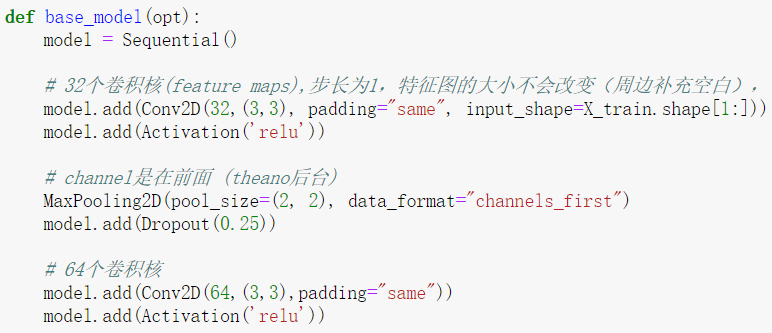 def base_model(opt):
    model = Sequential()
    # 32个卷积核(feature maps),步长为1，特征图的大小不会改变（周边补充空白），
    model.add(Conv2D(32,(3,3), padding="same", input_shape=X_train.shape[1:]))
    model.add(Activation('relu'))
    # channel是在前面 (theano后台)
    MaxPooling2D(pool_size=(2, 2), data_format="channels_first")
    model.add(Dropout(0.25))
    # 64个卷积核
    model.add(Conv2D(64,(3,3),padding="same"))
    model.add(Activation('relu'))